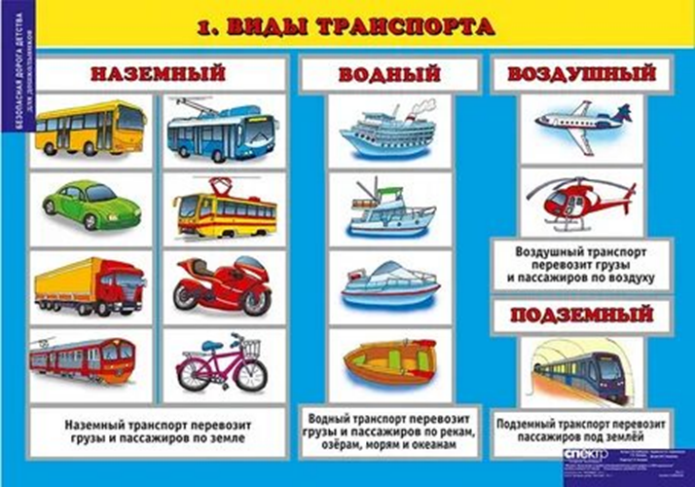 БЕЗОПАСНАЯ ДОРОГА ДЕТСТВА
для дошкольников
1. ВИДЫ ТРАНСПОРТА
НАЗЕМНЫЙ
Наземный транспорт перевозит
грузы и пассажиров по земле
ВОДНЫЙ
Водный транспорт перевозит
грузы и пассажиров по рекам,
озёрам, морям и океанам
ВОЗДУШНЫЙ
Воздушный транспорт
перевозит грузы
и пассажиров по воздуху
ПОДЗЕМНЫЙ
Подземный транспорт перевозит
пассажиров под землёй
спектр